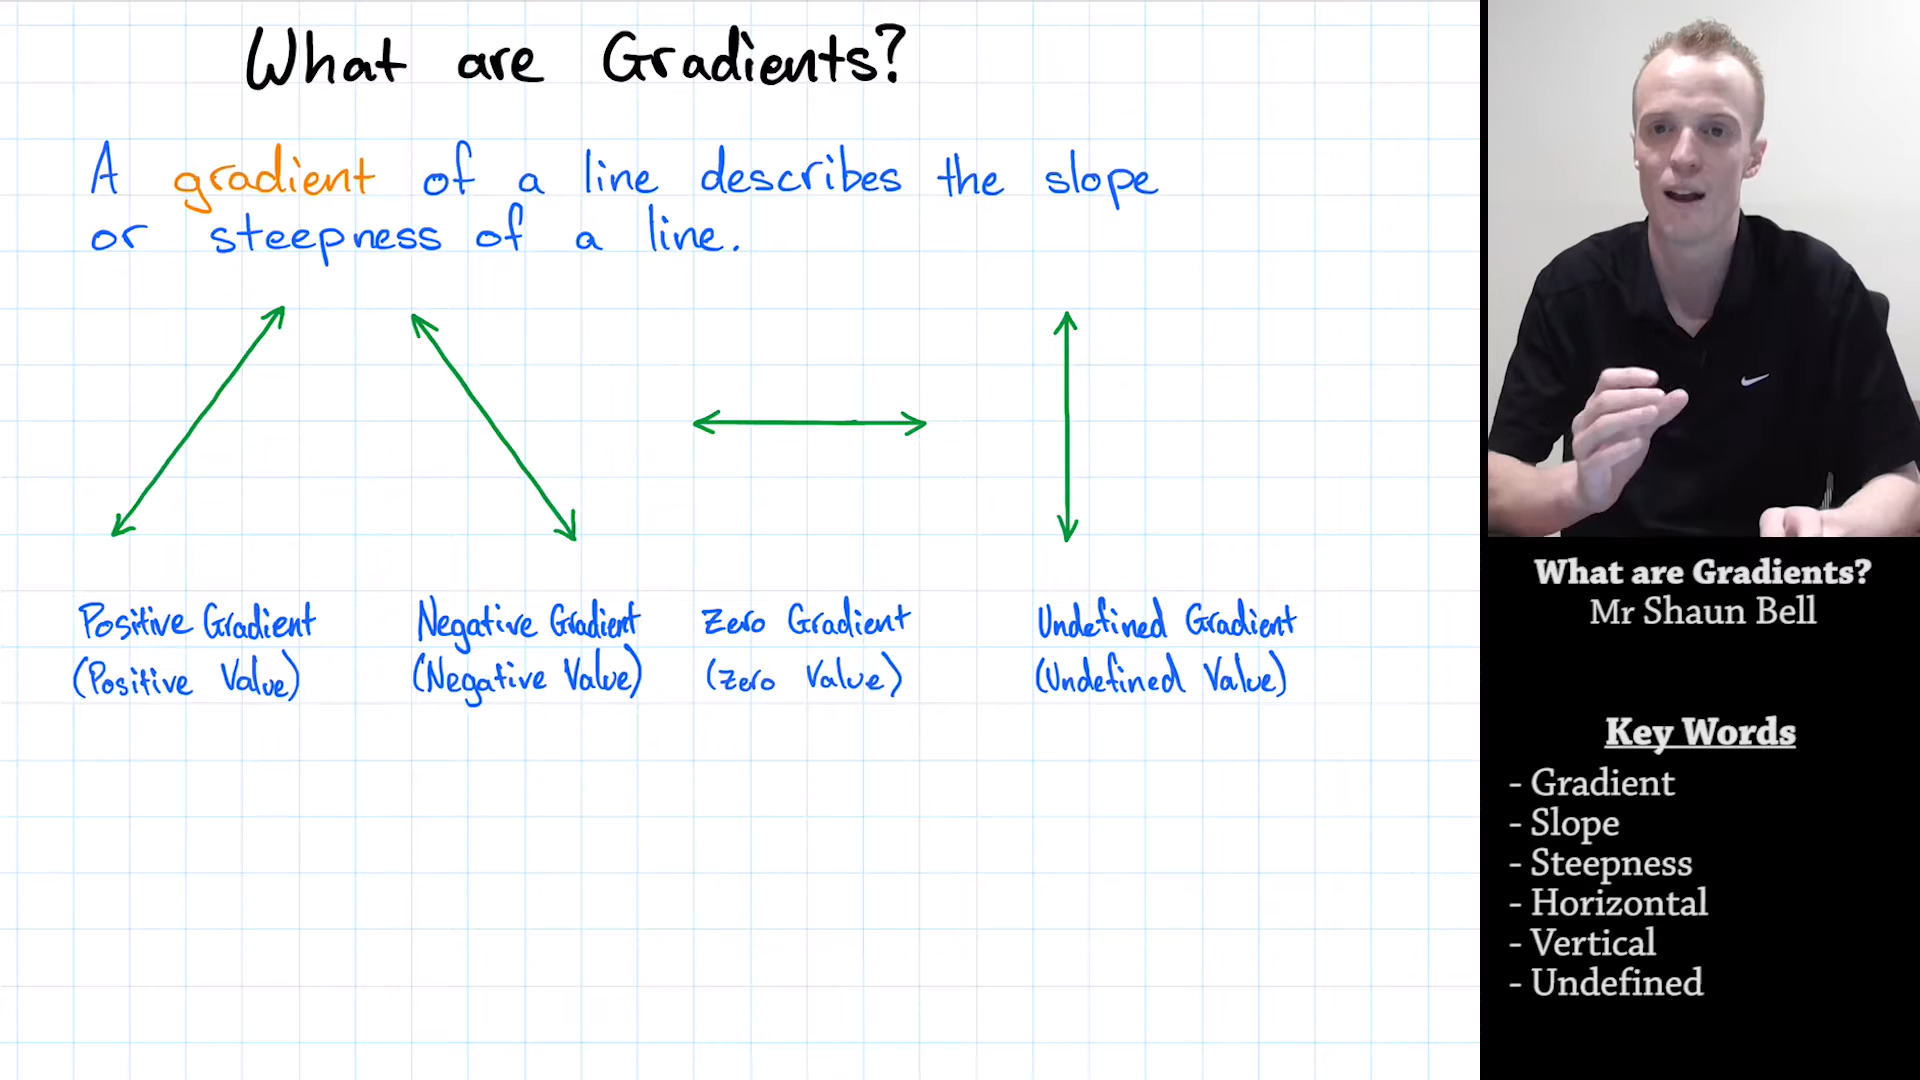 What are Gradients?
A gradient of a line describes the slope
or steepness of a line.
Positive Gradient
(Positive Value)
Negative Gradient
(Negative Value)
Zero Gradient
(Zero Value)
Undefined Gradient
(Undefined Value)
What are Gradients?
Mr Shaun Bell
Key Words
- Gradient
- Slope
- Steepness
- Horizontal
- Vertical
- Undefined